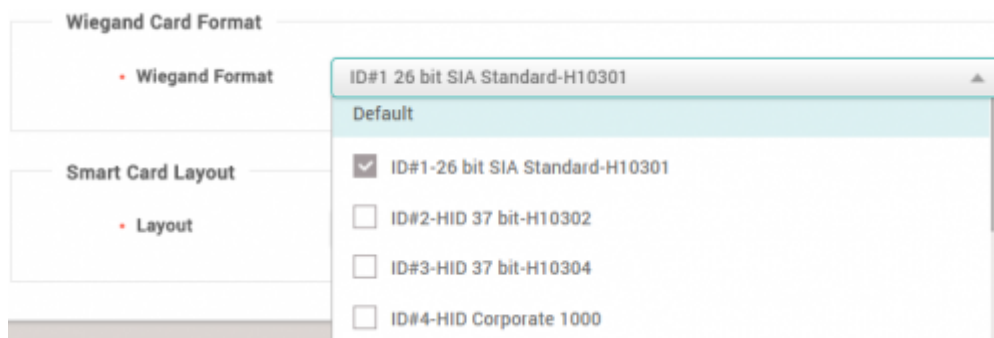 Wiegand Card Format
• Wiegand Format
ID#1 26 bit SIA Standard-H10301
Default
ID#1-26 bit SIA Standard-H10301
Smart Card Layout
ID#2-HID 37 bit-H10302
• Layout
ID#3-HID 37 bit-H10304
ID#4-HID Corporate 1000